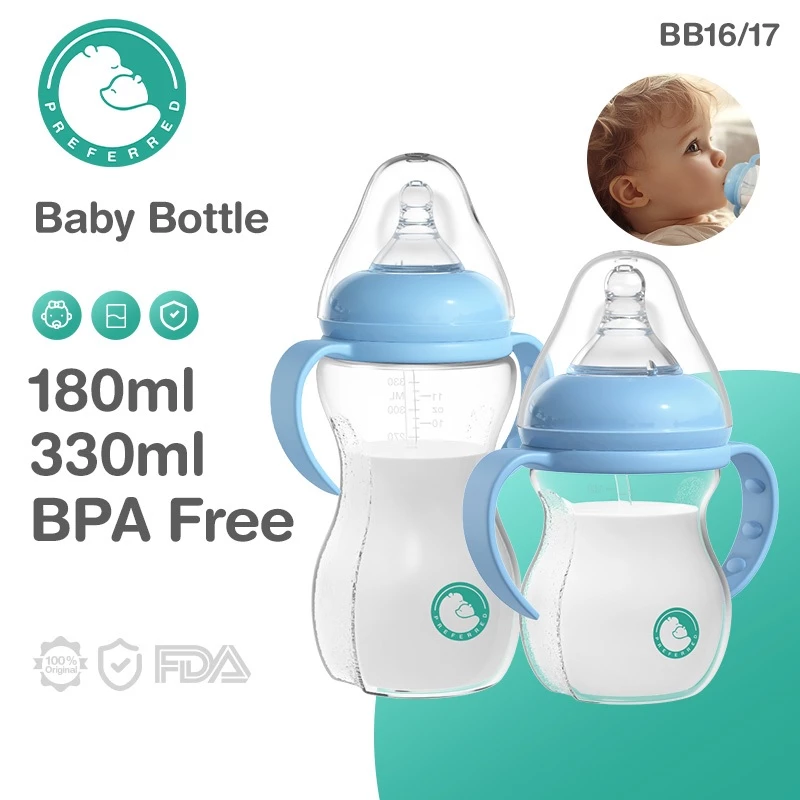 PREFERRED
BB16/17
Baby Bottle
180ml
330ml
BPA Free
100%
Original
FDA
330
ML
300
270
11
oz
10
PREFERRED
PREFERRED